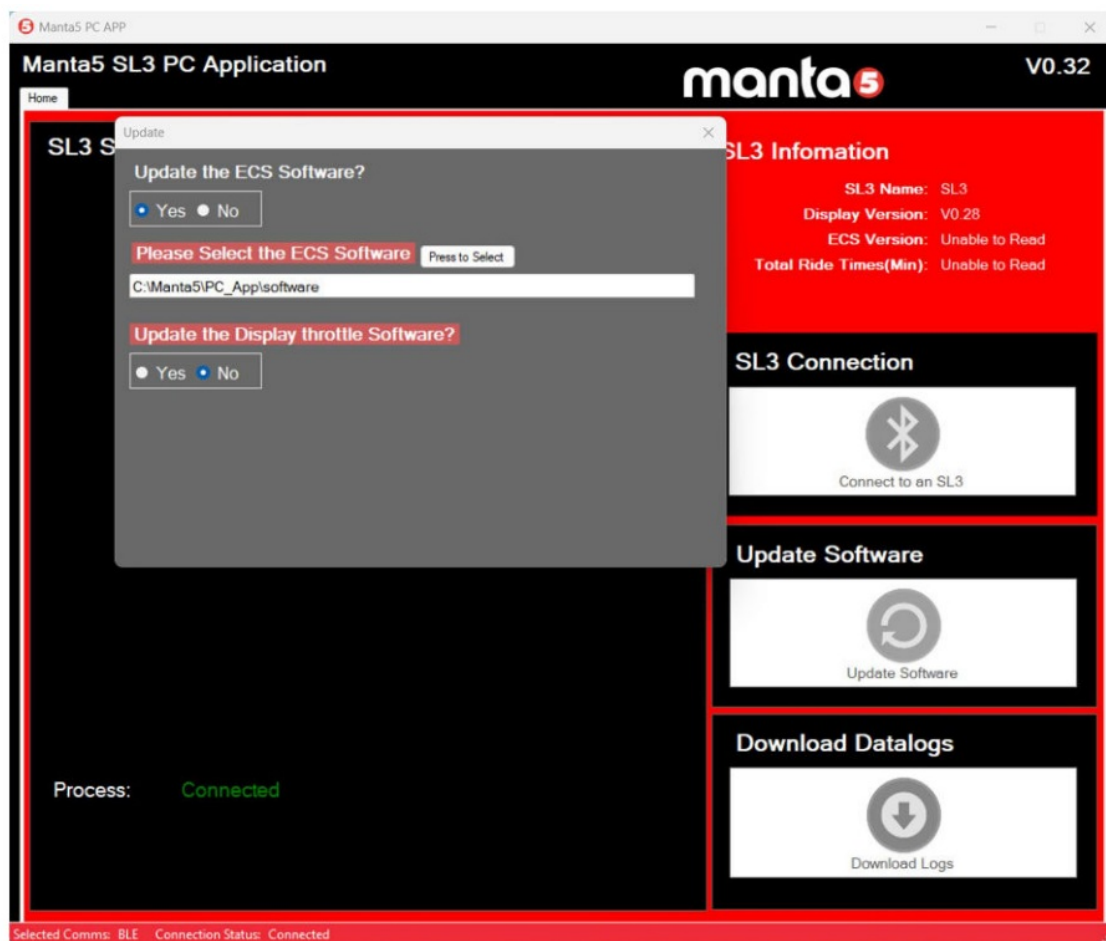 Manta5 PC APP
Manta5 SL3 PC Application
manta5
V0.32
Home
SL3 S
Update
Update the ECS Software?
Yes No
Please Select the ECS Software Press to Select
C:\Manta5\PC_App\software
Update the Display throttle Software?
Yes No
SL3 Infomation
SL3 Name: SL3
Display Version: V0.28
ECS Version: Unable to Read
Total Ride Times(Min): Unable to Read
SL3 Connection
Connect to an SL3
Update Software
Update Software
Download Datalogs
Download Logs
Process: Connected
Selected Comms: BLE Connection Status: Connected